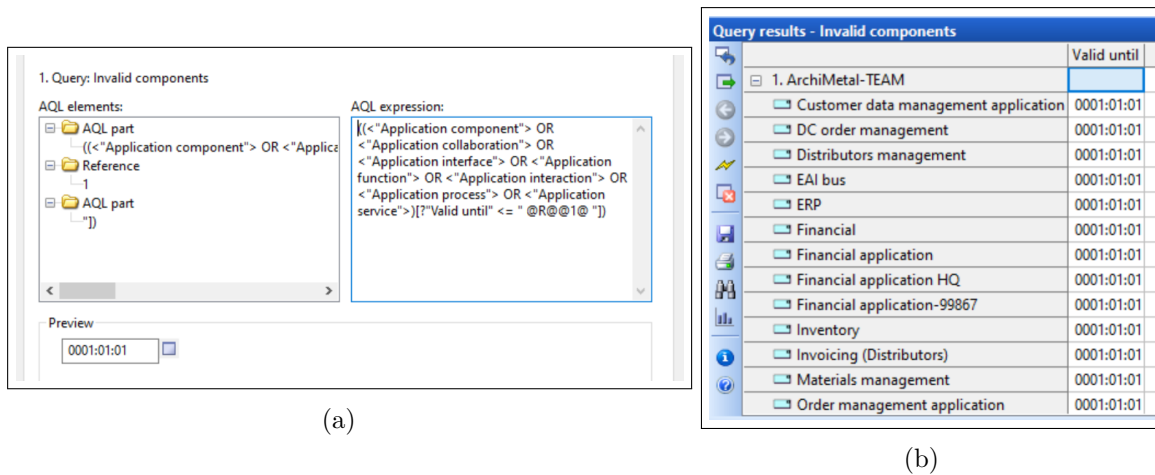 1. Query: Invalid components
AQL elements:
AQL part
((<"Application component"> OR <"Applica
Reference
1
AQL part
"])
AQL expression:
((<"Application component"> OR
<"Application collaboration"> OR
<"Application interface"> OR <"Application
function"> OR <"Application interaction"> OR
<"Application process"> OR <"Application
service">)[?"Valid until" <= " @R@@1@ "])
Preview
0001:01:01
(a)
Query results - Invalid components
Valid until
1. ArchiMetal-TEAM
Customer data management application 0001:01:01
DC order management 0001:01:01
Distributors management 0001:01:01
EAI bus 0001:01:01
ERP 0001:01:01
Financial 0001:01:01
Financial application 0001:01:01
Financial application HQ 0001:01:01
Financial application-99867 0001:01:01
Inventory 0001:01:01
Invoicing (Distributors) 0001:01:01
Materials management 0001:01:01
Order management application 0001:01:01
(b)